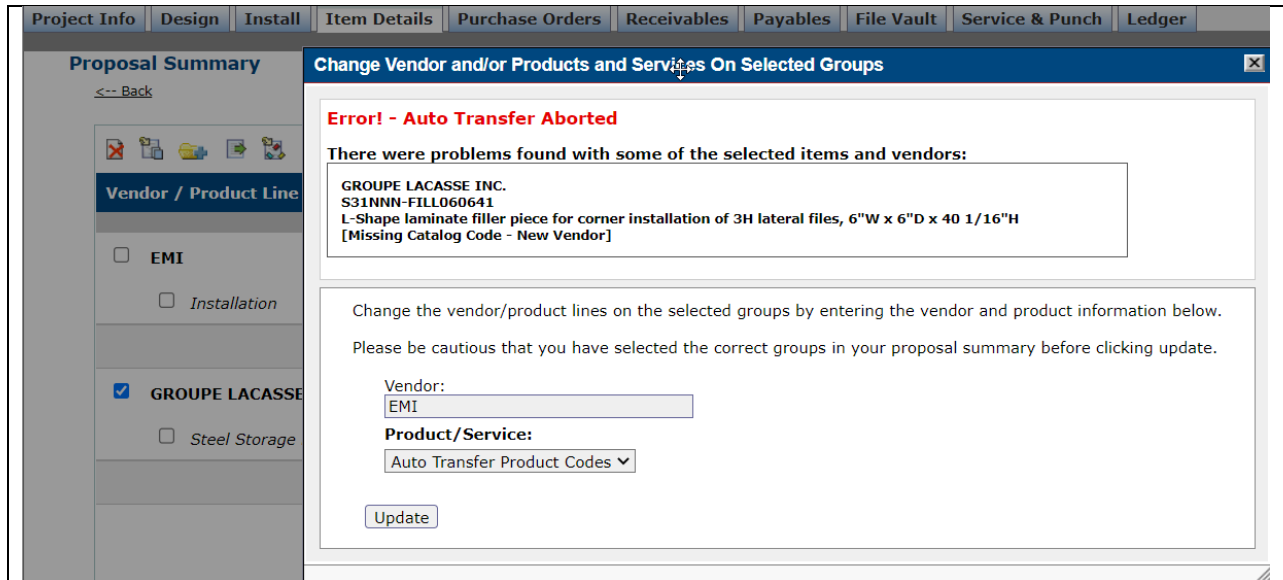 Project Info Design Install Item Details Purchase Orders Receivables Payables File Vault Service & Punch Ledger
Proposal Summary
<-- Back
Vendor / Product Line
EMI
Installation
GROUPE LACASSE
Steel Storage
Change Vendor and/or Products and Services On Selected Groups
Error! - Auto Transfer Aborted
There were problems found with some of the selected items and vendors:
GROUPE LACASSE INC.
S31NNN-FILL060641
L-Shape laminate filler piece for corner installation of 3H lateral files, 6"W x 6"D x 40 1/16"H
[Missing Catalog Code - New Vendor]
Change the vendor/product lines on the selected groups by entering the vendor and product information below.
Please be cautious that you have selected the correct groups in your proposal summary before clicking update.
Vendor:
EMI
Product/Service:
Auto Transfer Product Codes
Update